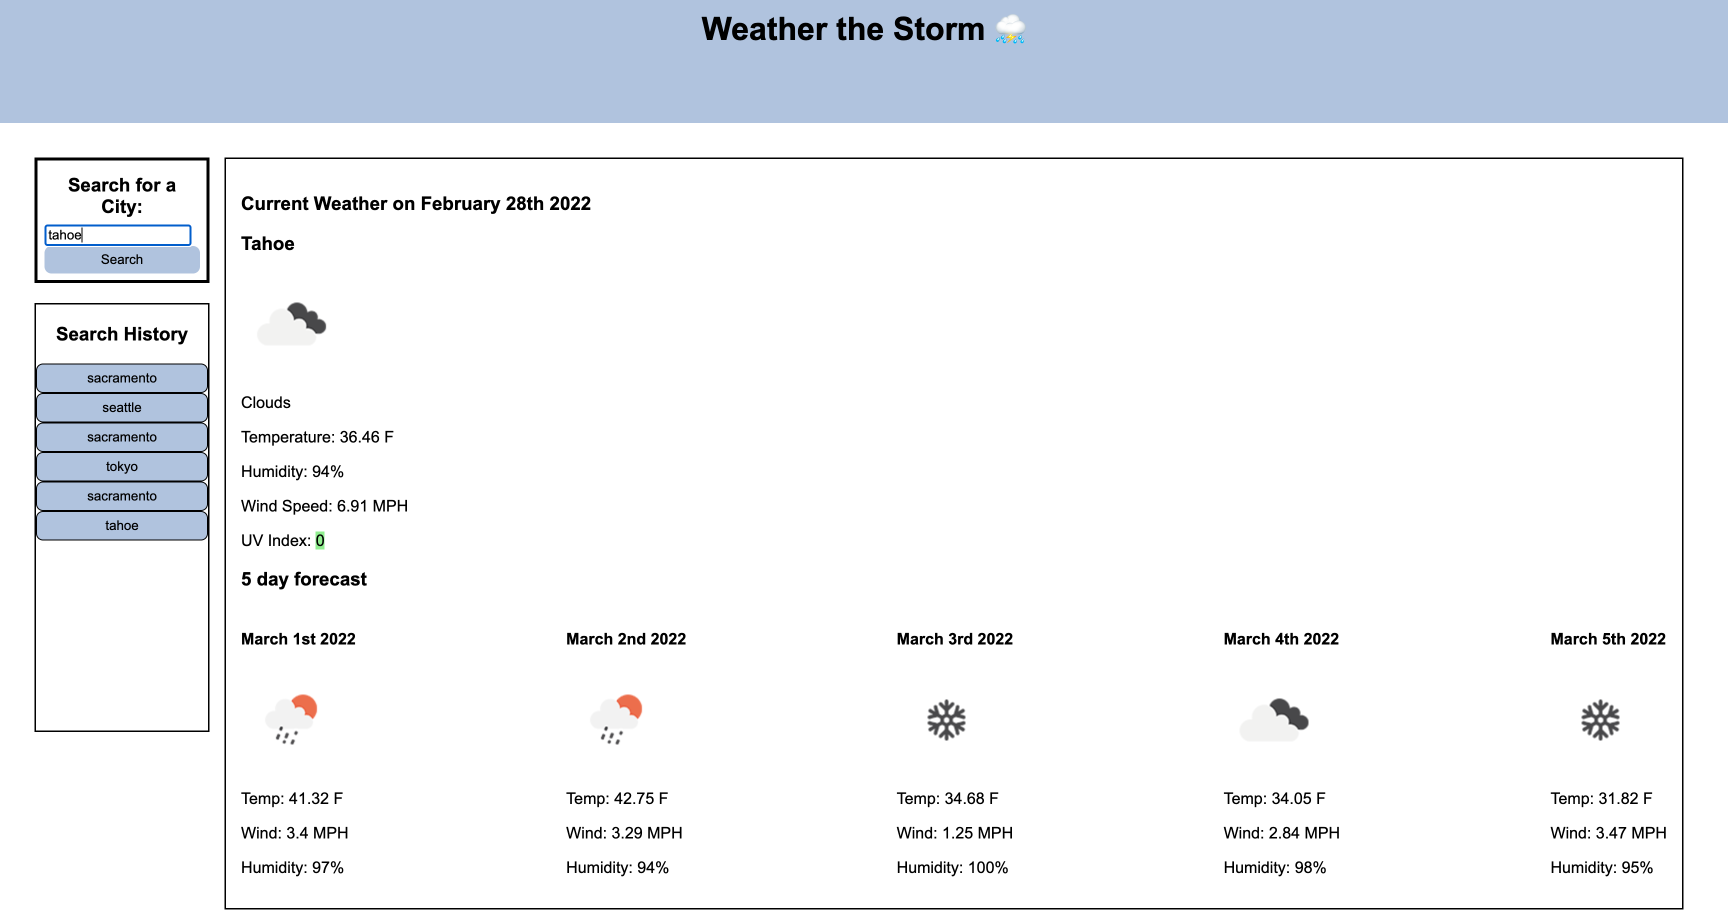 Weather the Storm
Search for a
City:
tahoe
Search
Search History
sacramento
seattle
sacramento
tokyo
sacramento
tahoe
Current Weather on February 28th 2022
Tahoe
Clouds
Temperature: 36.46 F
Humidity: 94%
Wind Speed: 6.91 MPH
UV Index: 0
5 day forecast
March 1st 2022
Temp: 41.32 F
Wind: 3.4 MPH
Humidity: 97%
March 2nd 2022
Temp: 42.75 F
Wind: 3.29 MPH
Humidity: 94%
March 3rd 2022
Temp: 34.68 F
Wind: 1.25 MPH
Humidity: 100%
March 4th 2022
Temp: 34.05 F
Wind: 2.84 MPH
Humidity: 98%
March 5th 2022
Temp: 31.82 F
Wind: 3.47 MPH
Humidity: 95%